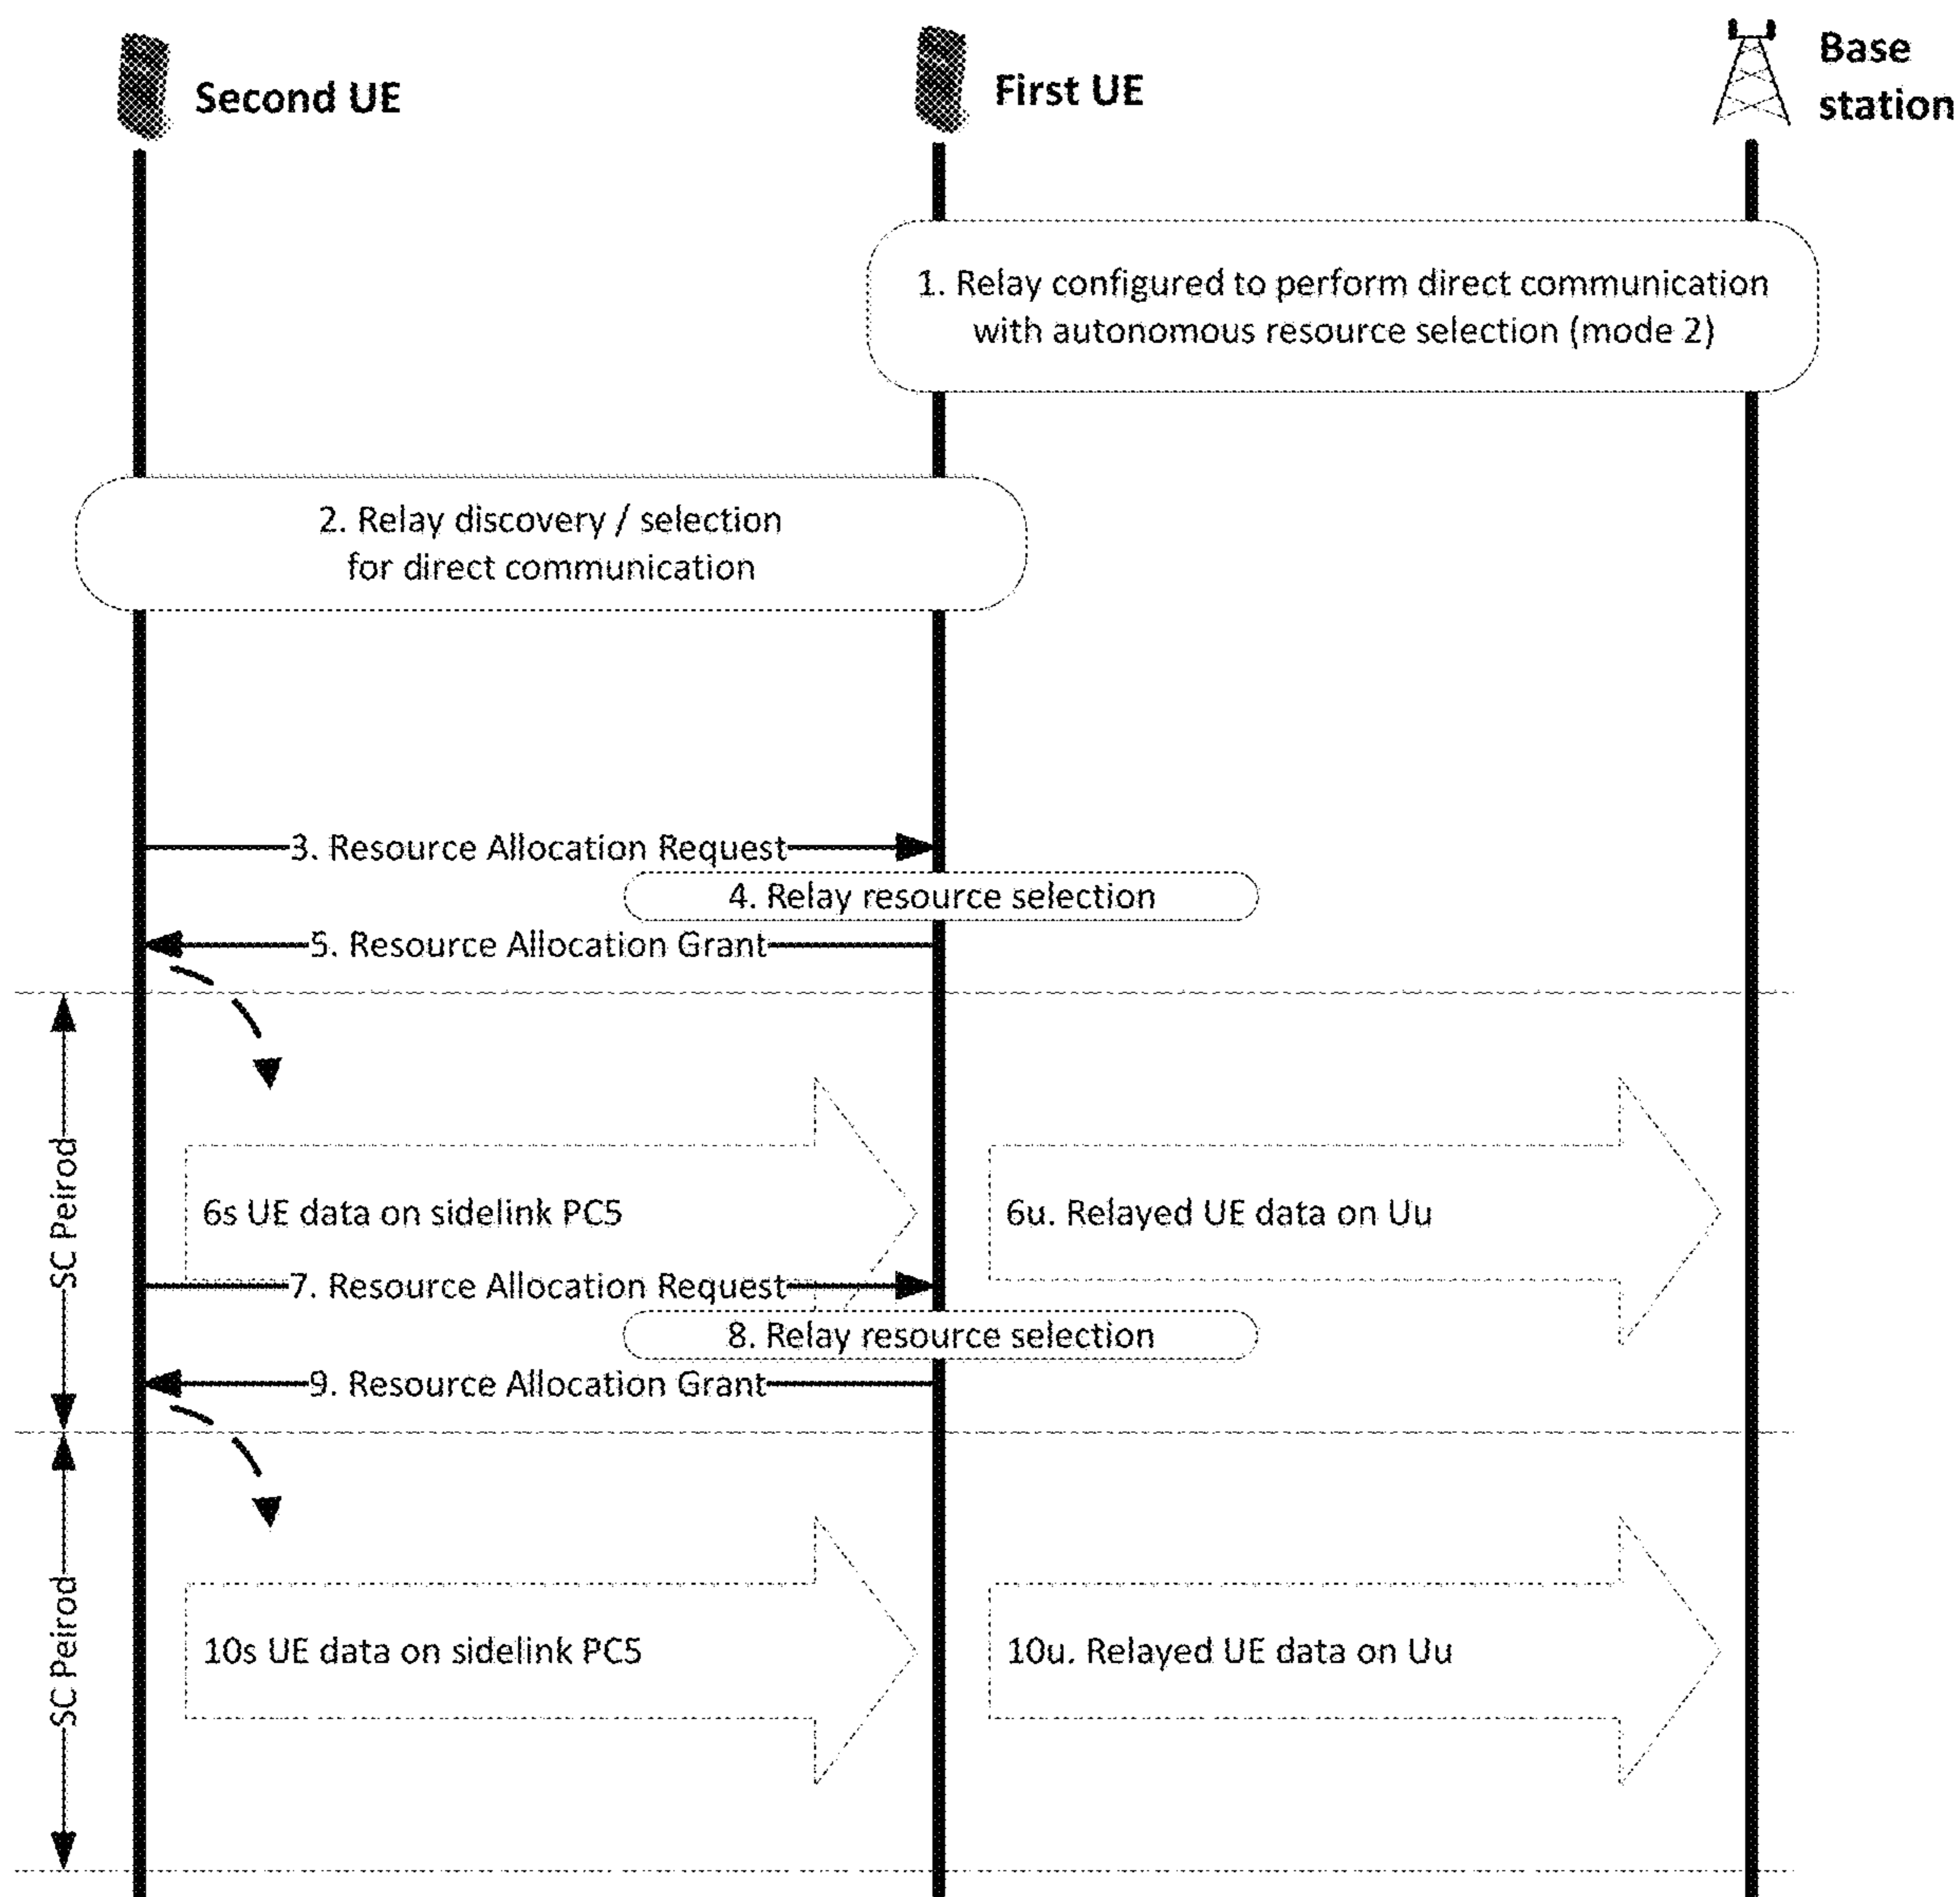 Second UE
First UE
Base
station
1. Relay configured to perform direct communication
with autonomous resource selection (mode 2)
2. Relay discovery / selection
for direct communication
3. Resource Allocation Request
4. Relay resource selection
5. Resource Allocation Grant
SC Peirod
6s UE data on sidelink PC5
6u. Relayed UE data on Uu
7. Resource Allocation Request
8. Relay resource selection
9. Resource Allocation Grant
SC Peirod
10s UE data on sidelink PC5
10u. Relayed UE data on Uu